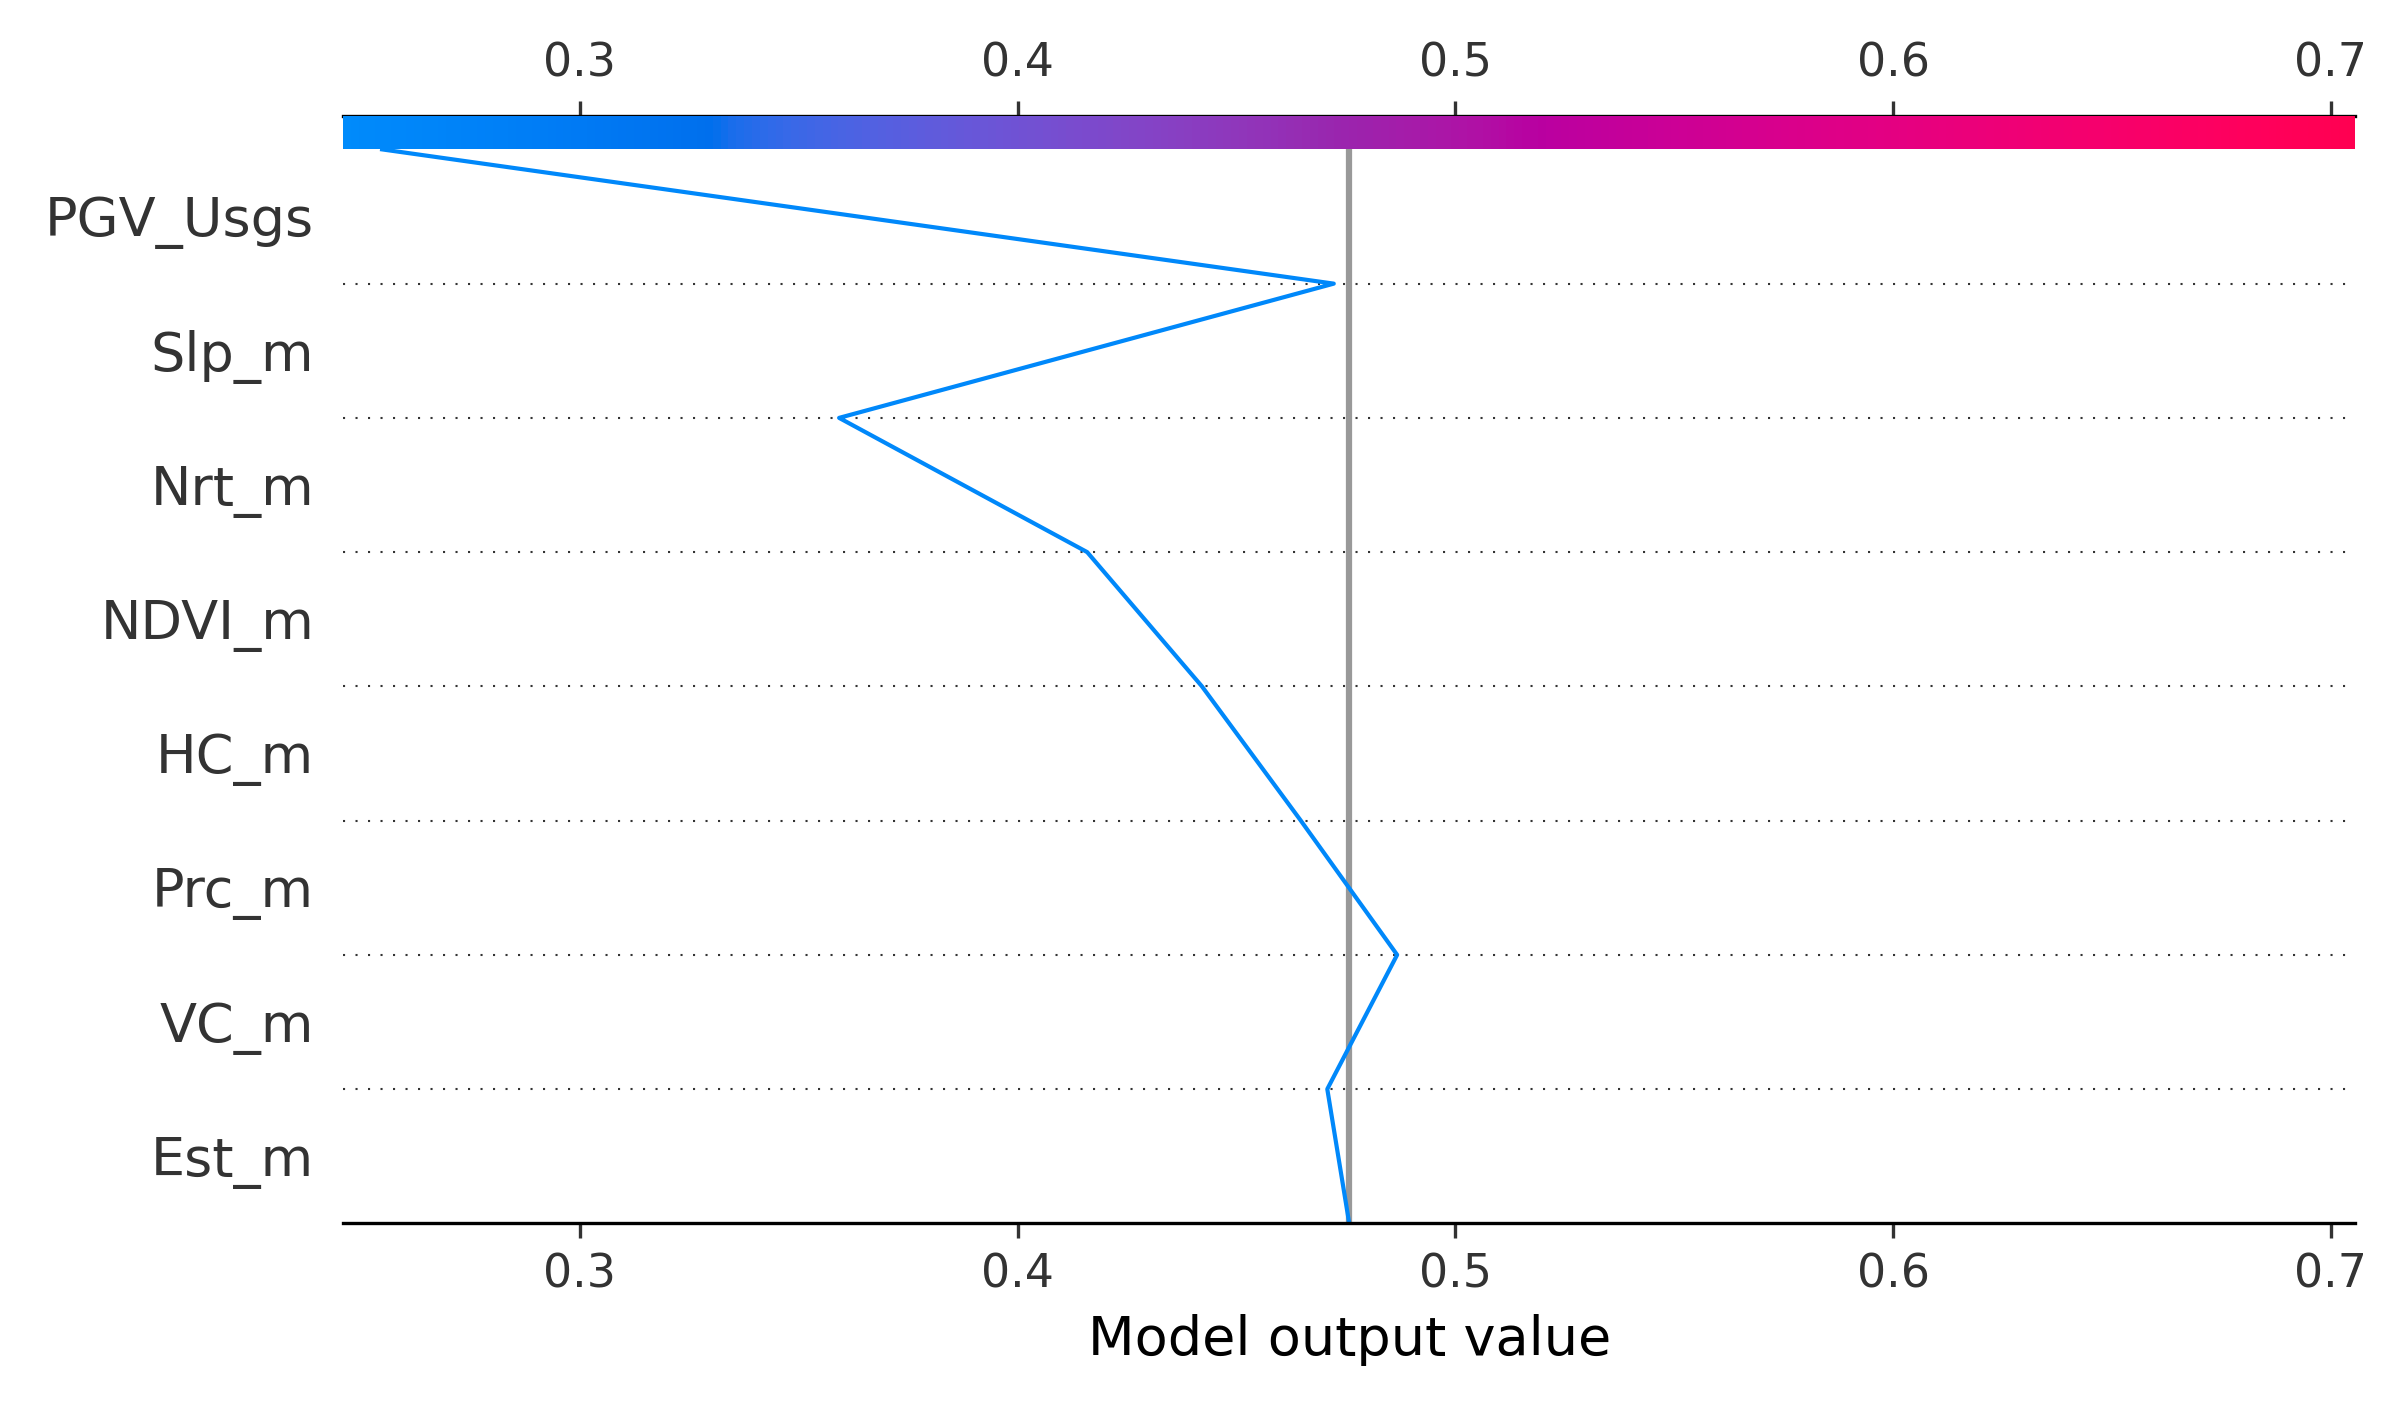 0.3 0.4 0.5 0.6 0.7
PGV_Usgs
Slp_m
Nrt_m
NDVI_m
HC_m
Prc_m
VC_m
Est_m
0.3 0.4 0.5 0.6 0.7
Model output value